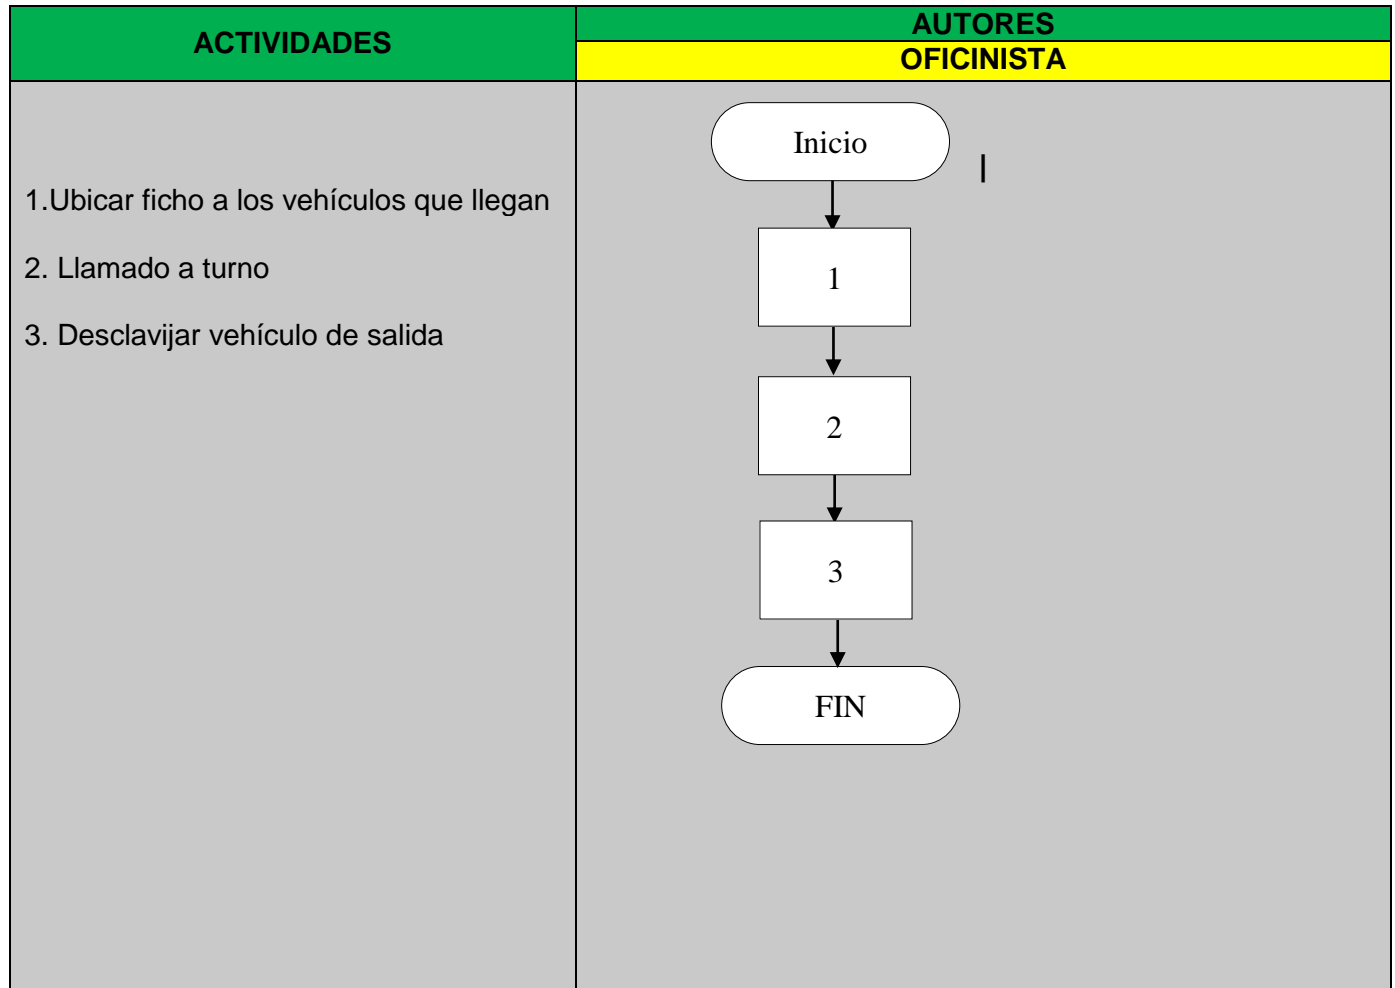 ACTIVIDADES
AUTORES
OFICINISTA
1.Ubicar ficho a los vehículos que llegan
2. Llamado a turno
3. Desclavijar vehículo de salida
Inicio
|
1
2
3
FIN